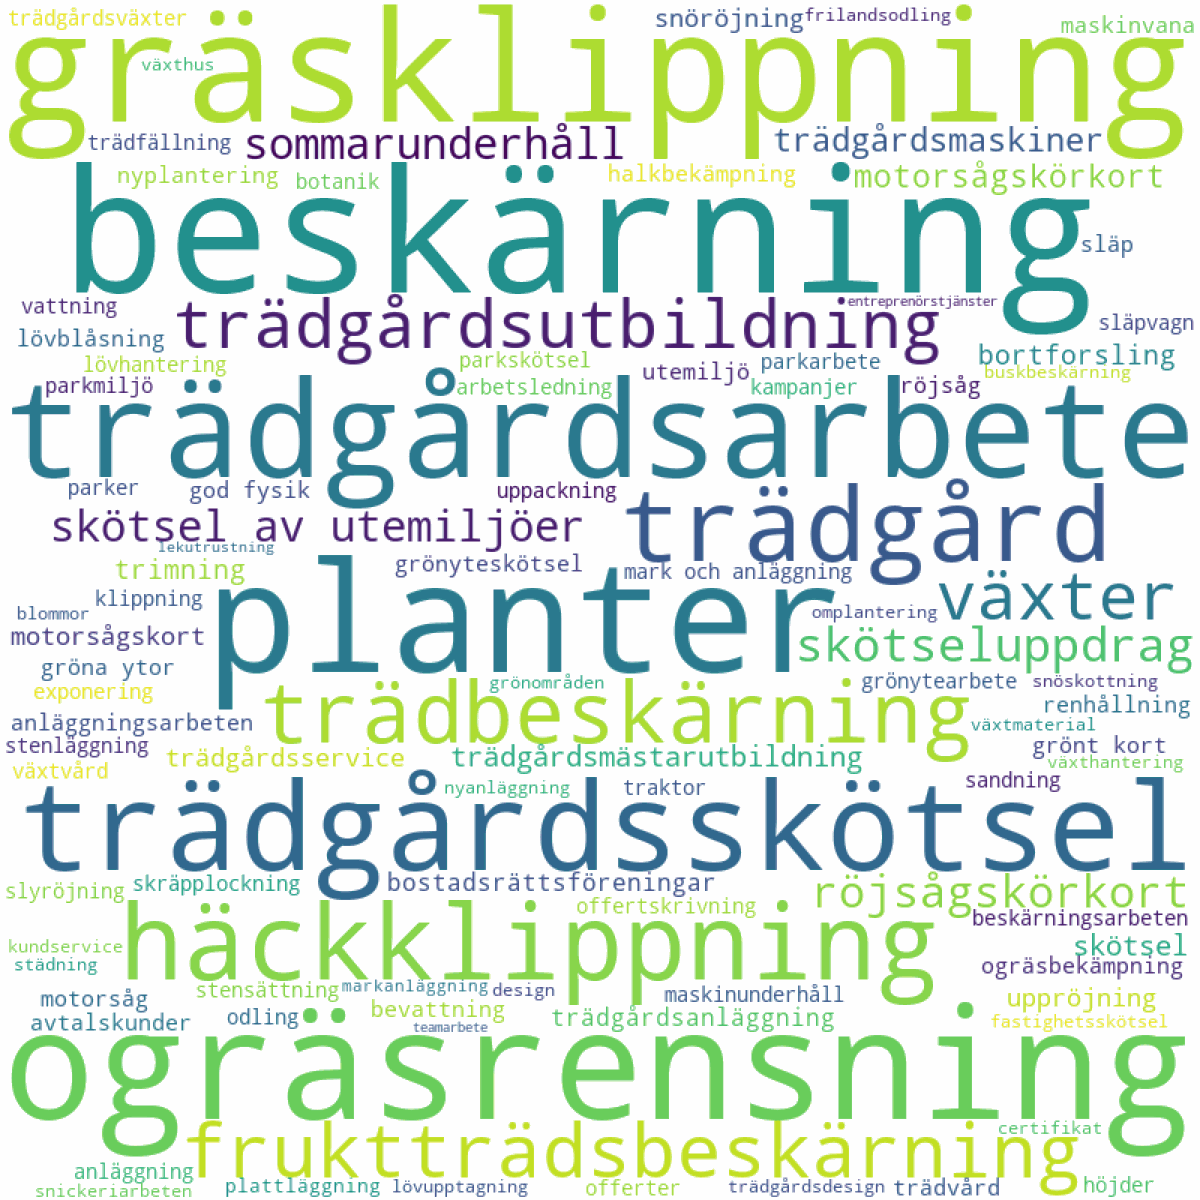 trädgårdsväxter
snöröjning
frilandsodling
maskinvana
gräsklippning
växthus
trädfällning
sommarunderhåll
trädgårdsmaskiner
nyplantering
botanik
halkbekämpning
motorsågskörkort
beskärning
släp
vattning
trädgårdsutbildning
entreprenörstjänster
släpvagn
lövblåsning
lövhantering
parkskötsel
parkarbete
bortforsling
parkmiljö
arbetsledning
utemiljö
kampanjer
röjsåg
buskbeskärning
trädgårdsarbete
parker
god fysik
uppackning
trädgård
skötsel av utemiljöer
lekutrustning
trimning
grönyteskötsel
mark och anläggning
planter
växter
blommor
klippning
omplantering
motorsågskort
skötseluppdrag
gröna ytor
exponering
grönområden
grönytearbete
snöskottning
trädbeskärning
renhållning
anläggningsarbeten
växtmaterial
stenläggning
trädgårdsservice
trädgårdsmästarutbildning
grönt kort
växtvård
växthantering
nyanläggning
traktor
sandning
trädgårdsskötsel
slyröjning
skräpplockning
bostadsrättsföreningar
röjsågskörkort
häckklippning
offertskrivning
beskärningsarbeten
kundservice
skötsel
städning
ogräsbekämpning
stensättning
markanläggning
design
maskinunderhåll
motorsåg
bevattning
uppröjning
avtalskunder
odling
teamarbete
trädgårdsanläggning
fastighetsskötsel
ogräsrensning
fruktträdsbeskärning
certifikat
anläggning
snickeriarbeten
plattläggning
lövupptagning
offerter
trädgårdsdesign
trädvård
höjder